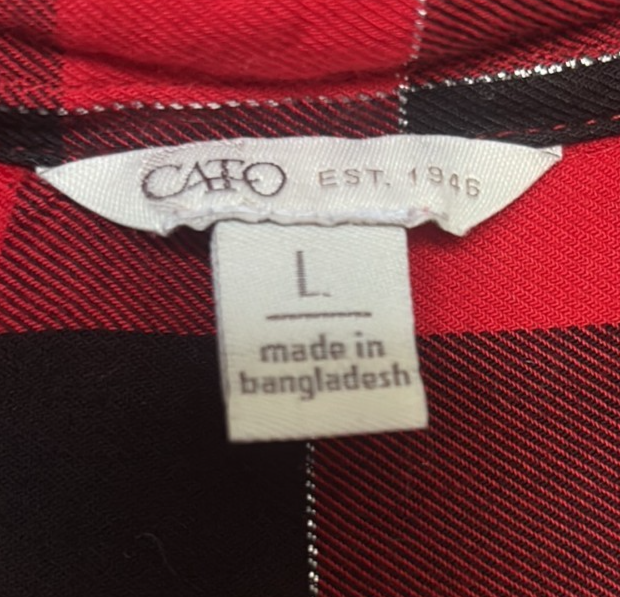 CATO EST. 1946
L
made in
bangladesh